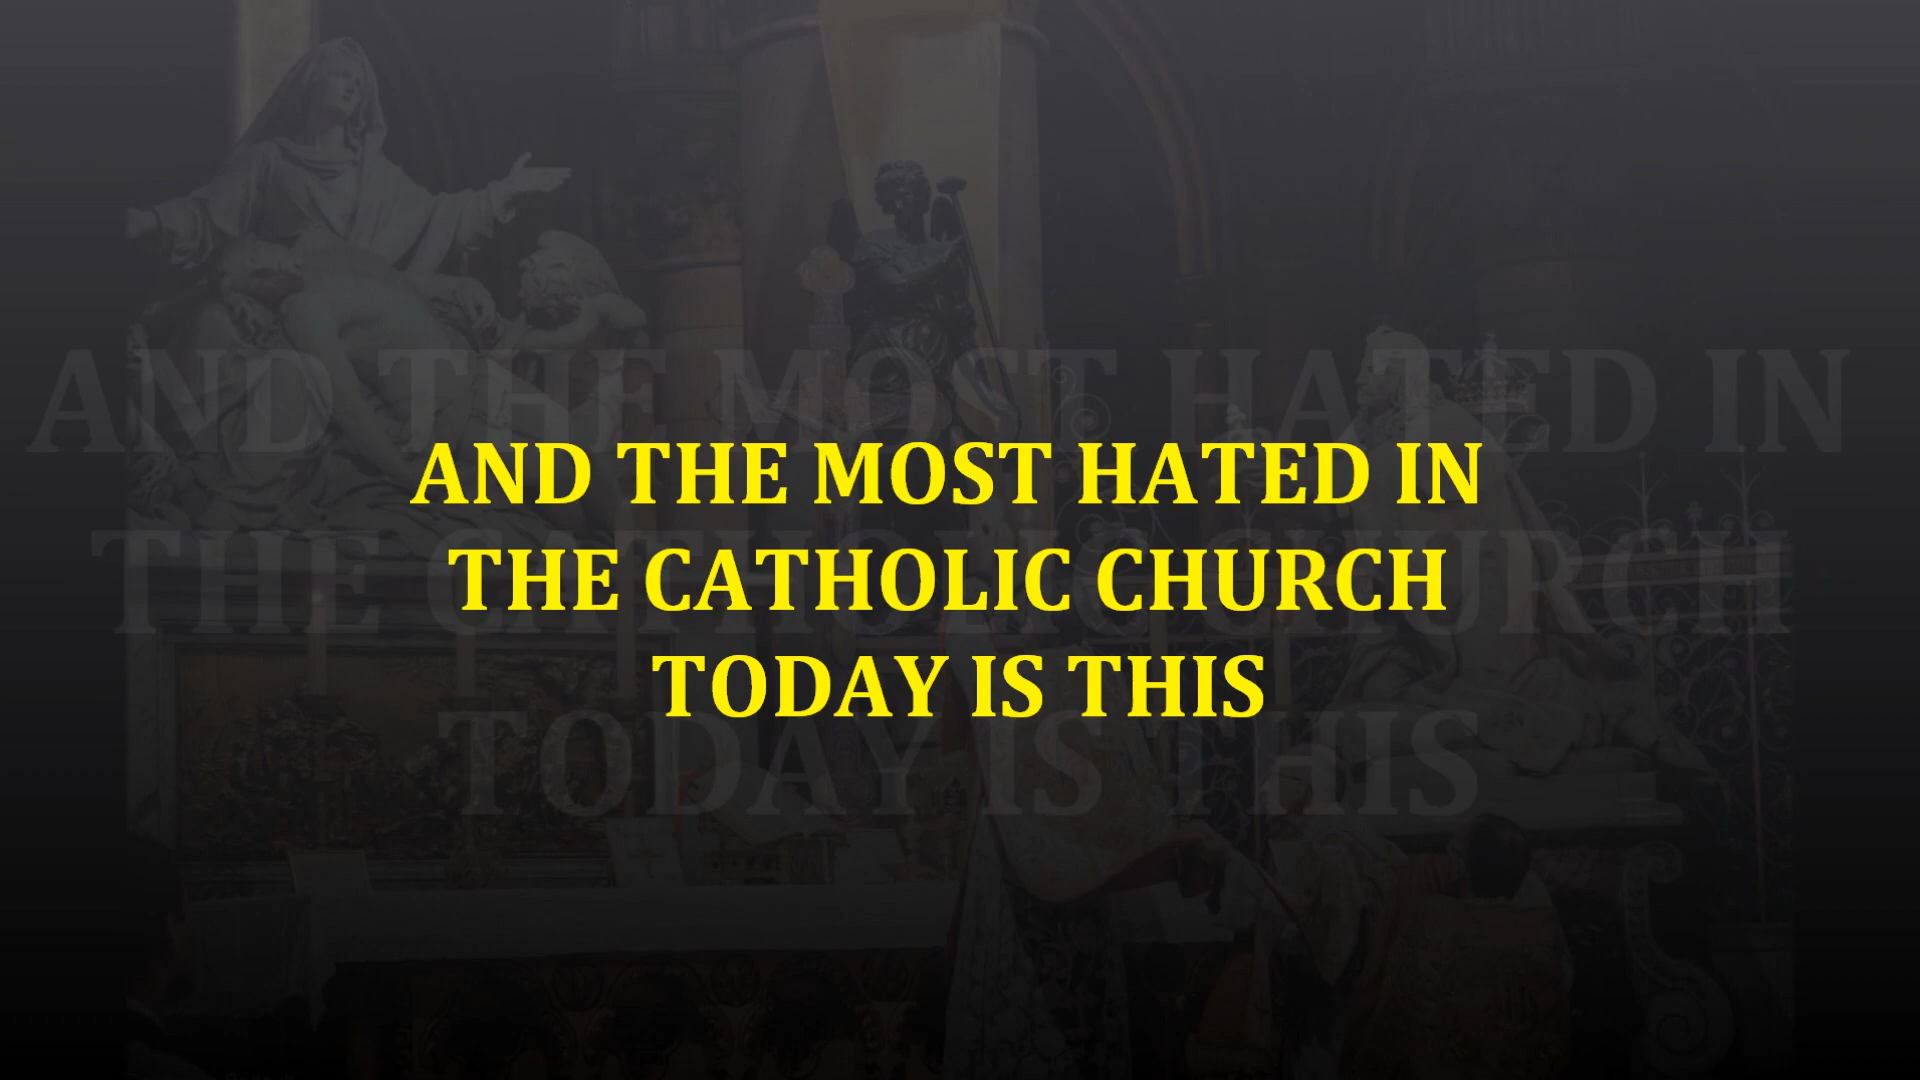 AND THE MOST HATED IN
THE CATHOLIC CHURCH
TODAY IS THIS